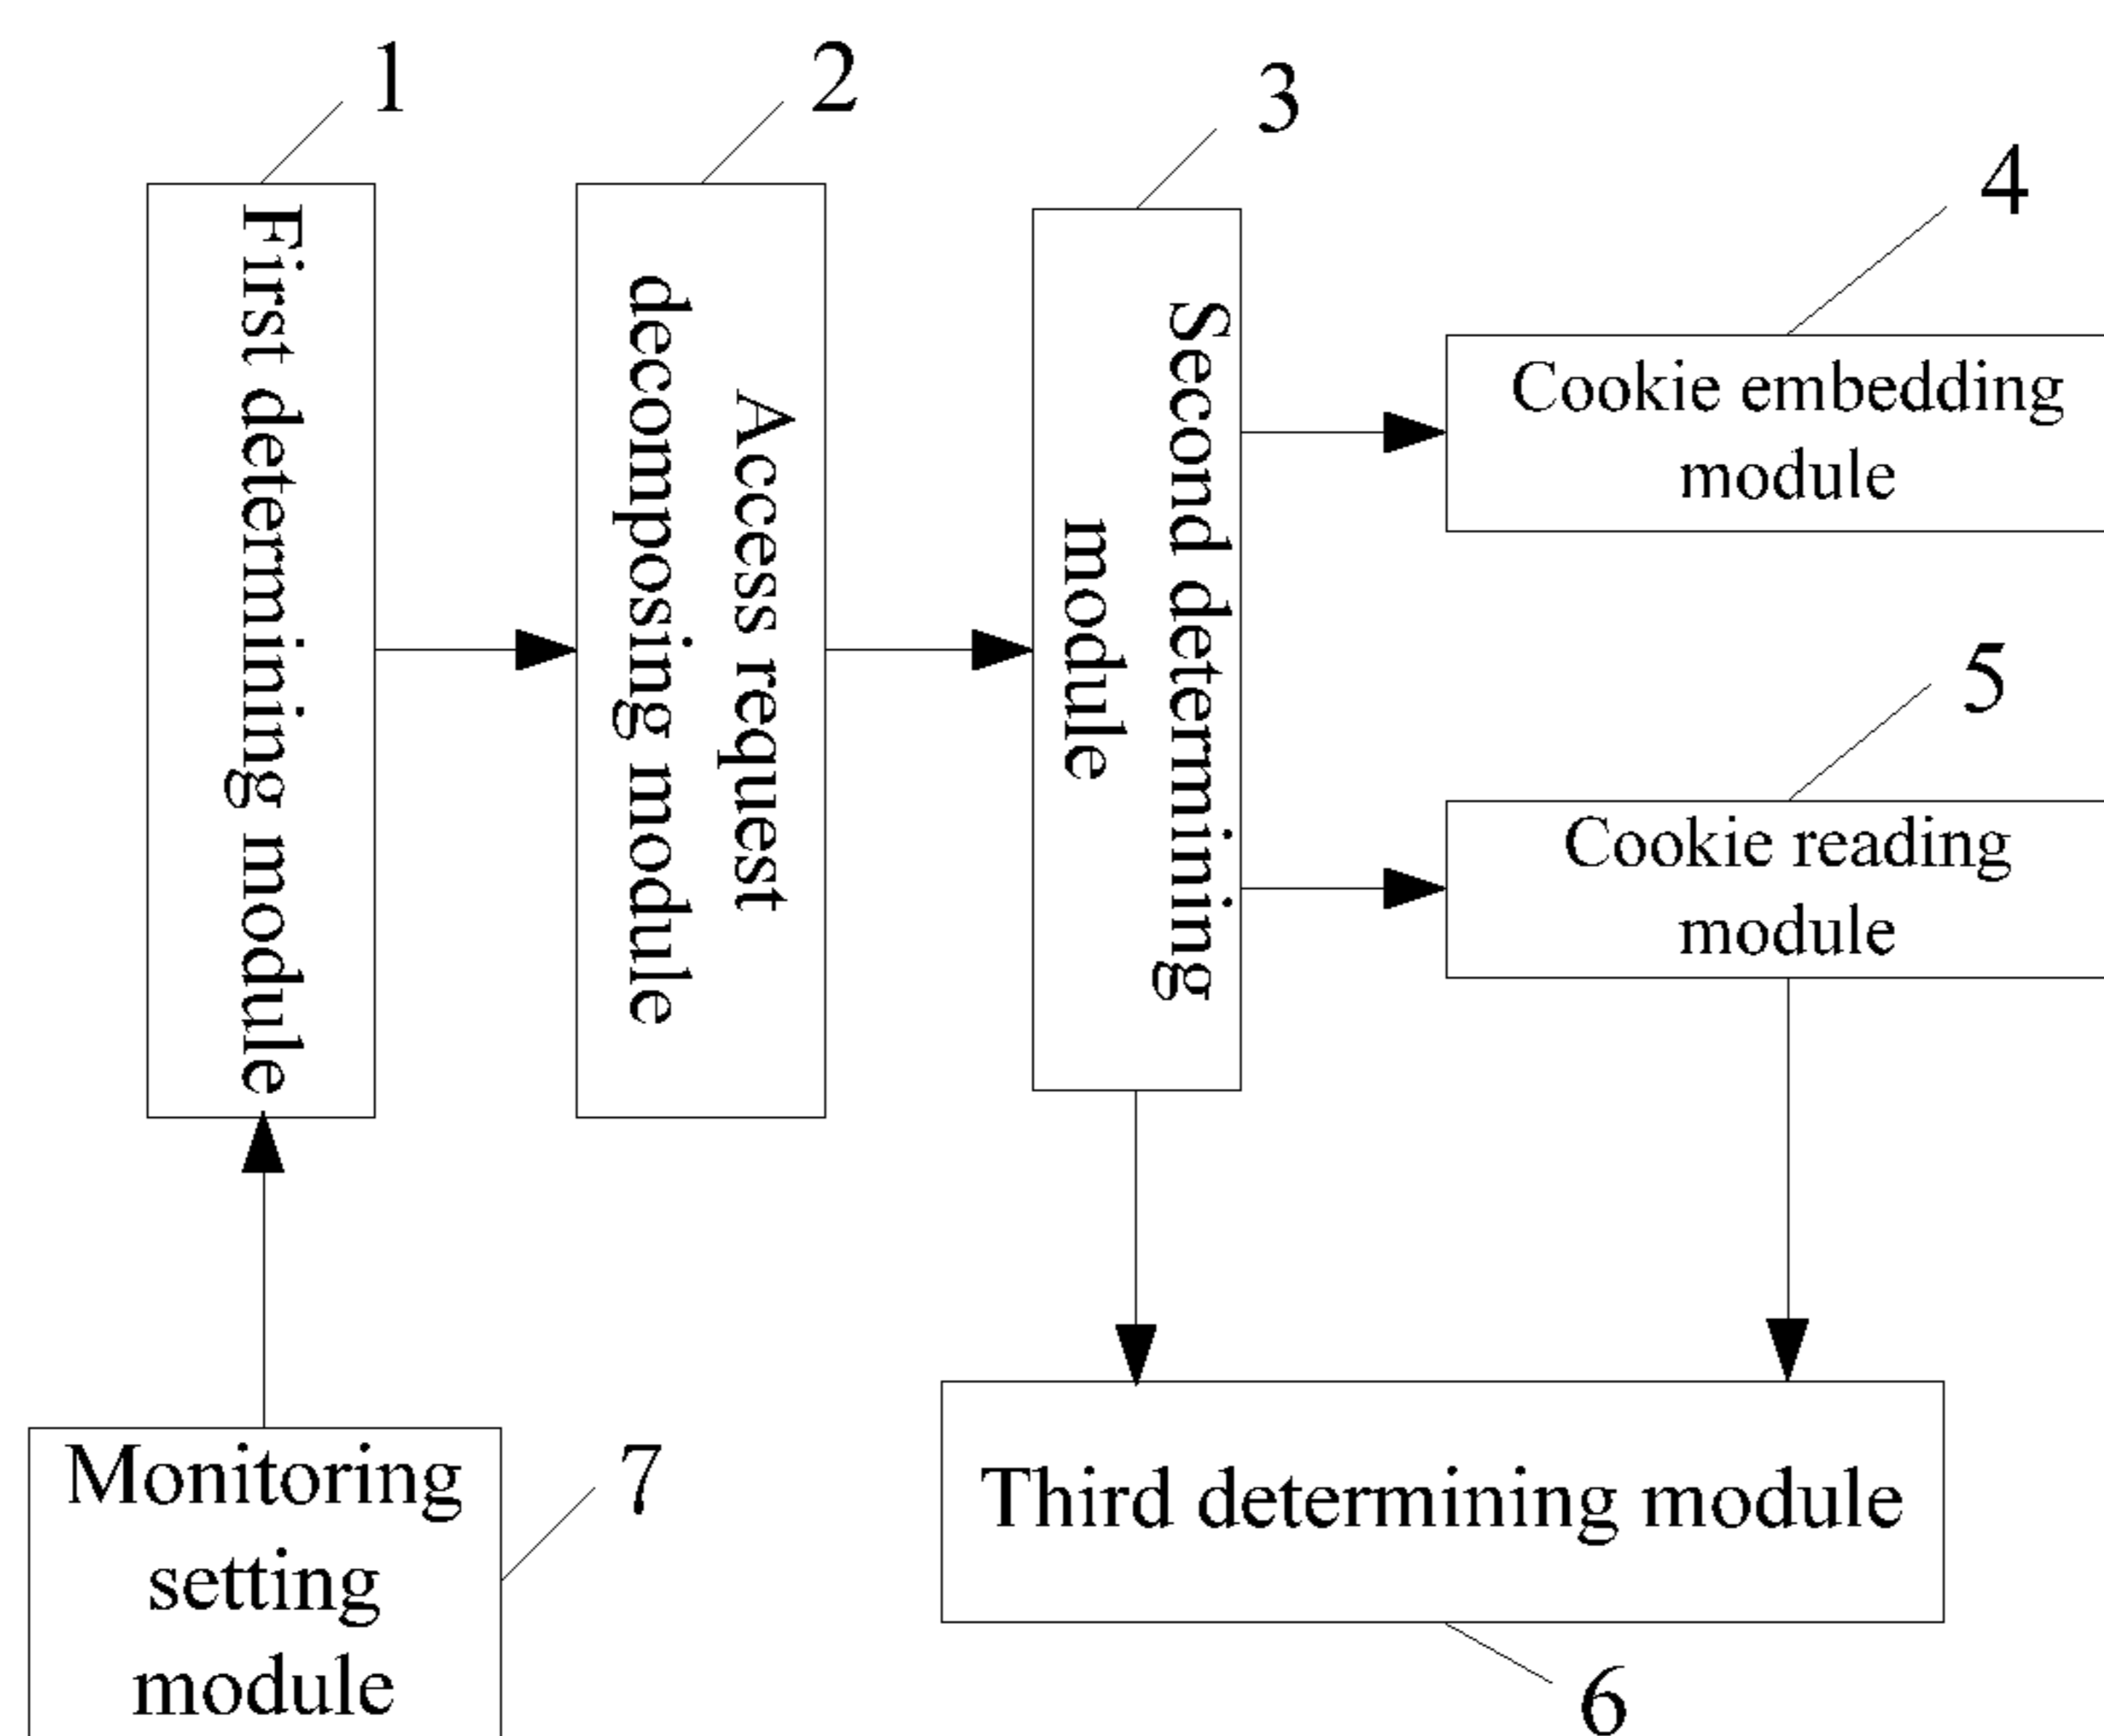 1
2
3
4
First determining module
Access request
decomposing module
Second determining
module
Cookie embedding
module
5
Cookie reading
module
Monitoring
setting
module
7
Third determining module
6